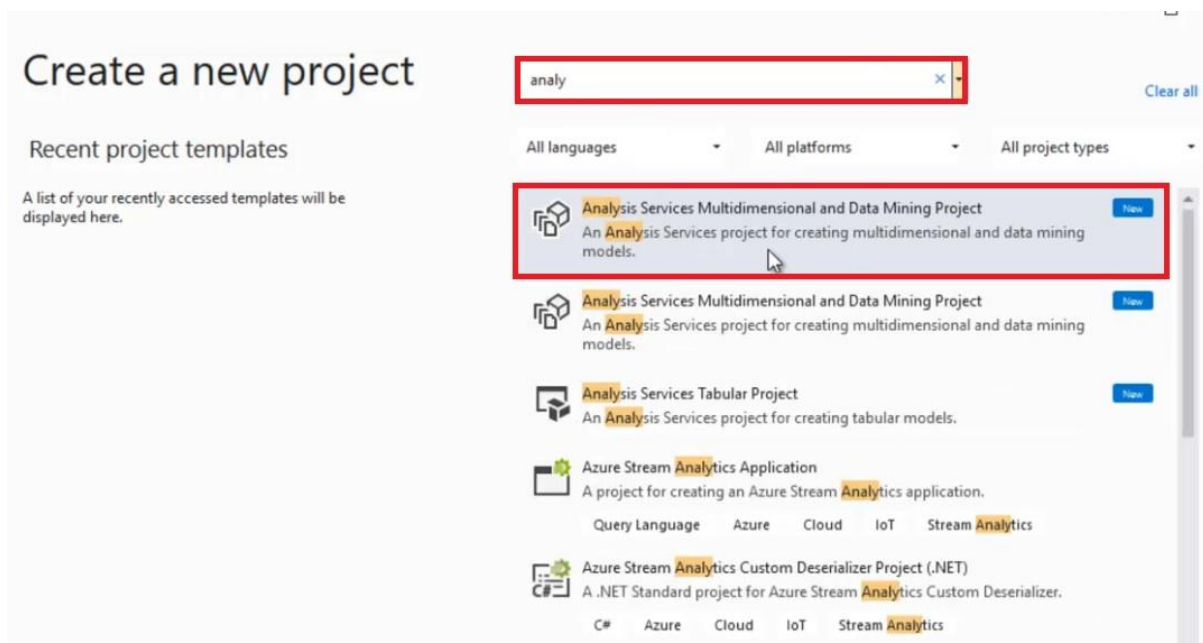 Create a new project
analy
Clear all
Recent project templates
All languages
All platforms
All project types
A list of your recently accessed templates will be
displayed here.
Analysis Services Multidimensional and Data Mining Project
New
An Analysis Services project for creating multidimensional and data mining
models.
Analysis Services Multidimensional and Data Mining Project
New
An Analysis Services project for creating multidimensional and data mining
models.
Analysis Services Tabular Project
New
An Analysis Services project for creating tabular models.
Azure Stream Analytics Application
A project for creating an Azure Stream Analytics application.
Query Language Azure Cloud IoT Stream Analytics
Azure Stream Analytics Custom Deserializer Project (.NET)
C#
A .NET Standard project for Azure Stream Analytics Custom Deserializer.
C# Azure Cloud IoT Stream Analytics